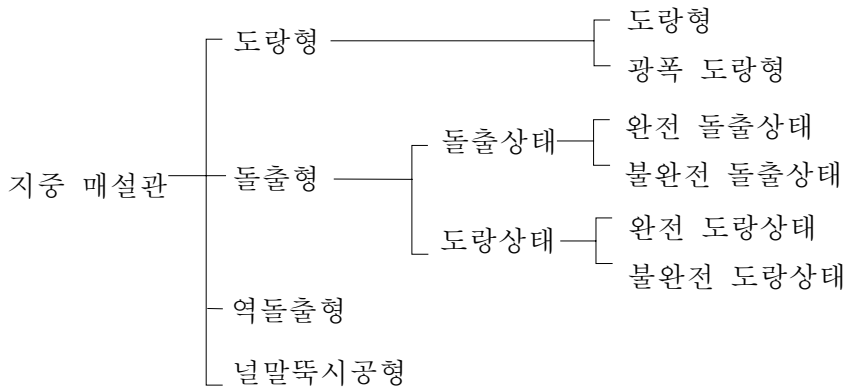 지중 매설관
도랑형
도랑형
광폭 도랑형
돌출형
돌출상태
완전 돌출상태
불완전 돌출상태
도랑상태
완전 도랑상태
불완전 도랑상태
역돌출형
널말뚝시공형